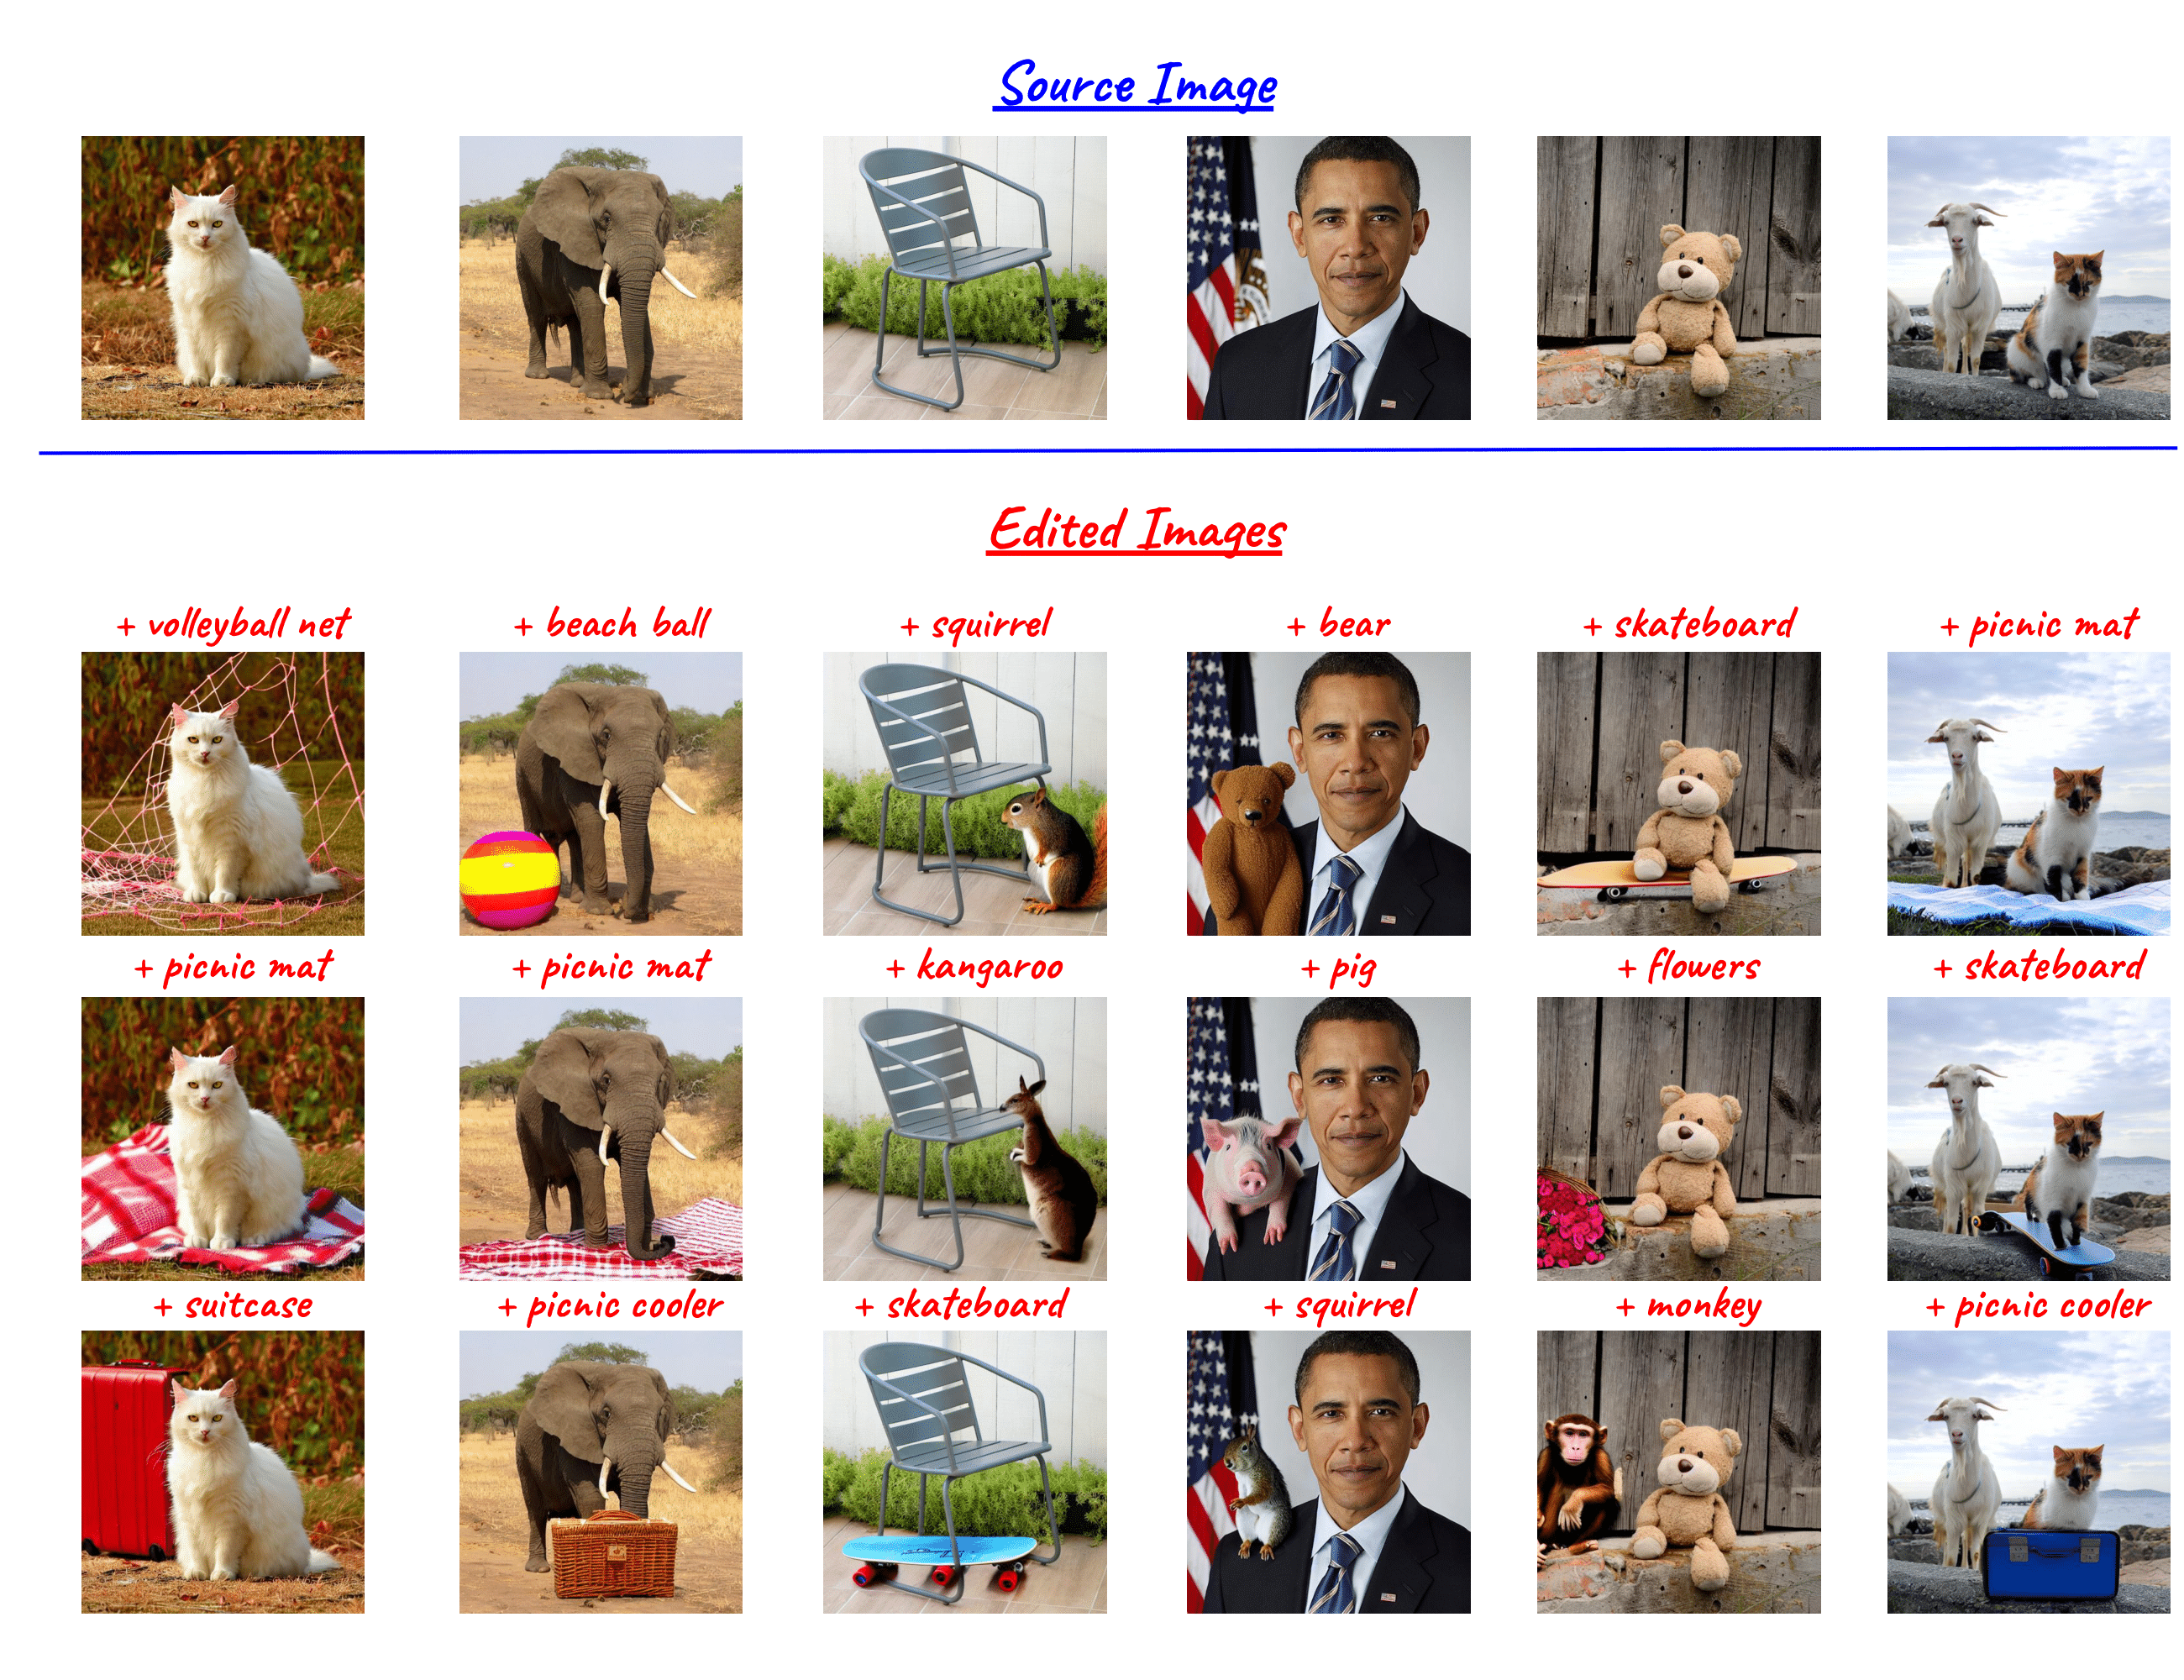 Source Image
Edited Images
+ volleyball net + beach ball + squirrel + bear + skateboard + picnic mat
+ picnic mat + picnic mat + kangaroo + pig + flowers + skateboard
+ suitcase + picnic cooler + skateboard + squirrel + monkey + picnic cooler